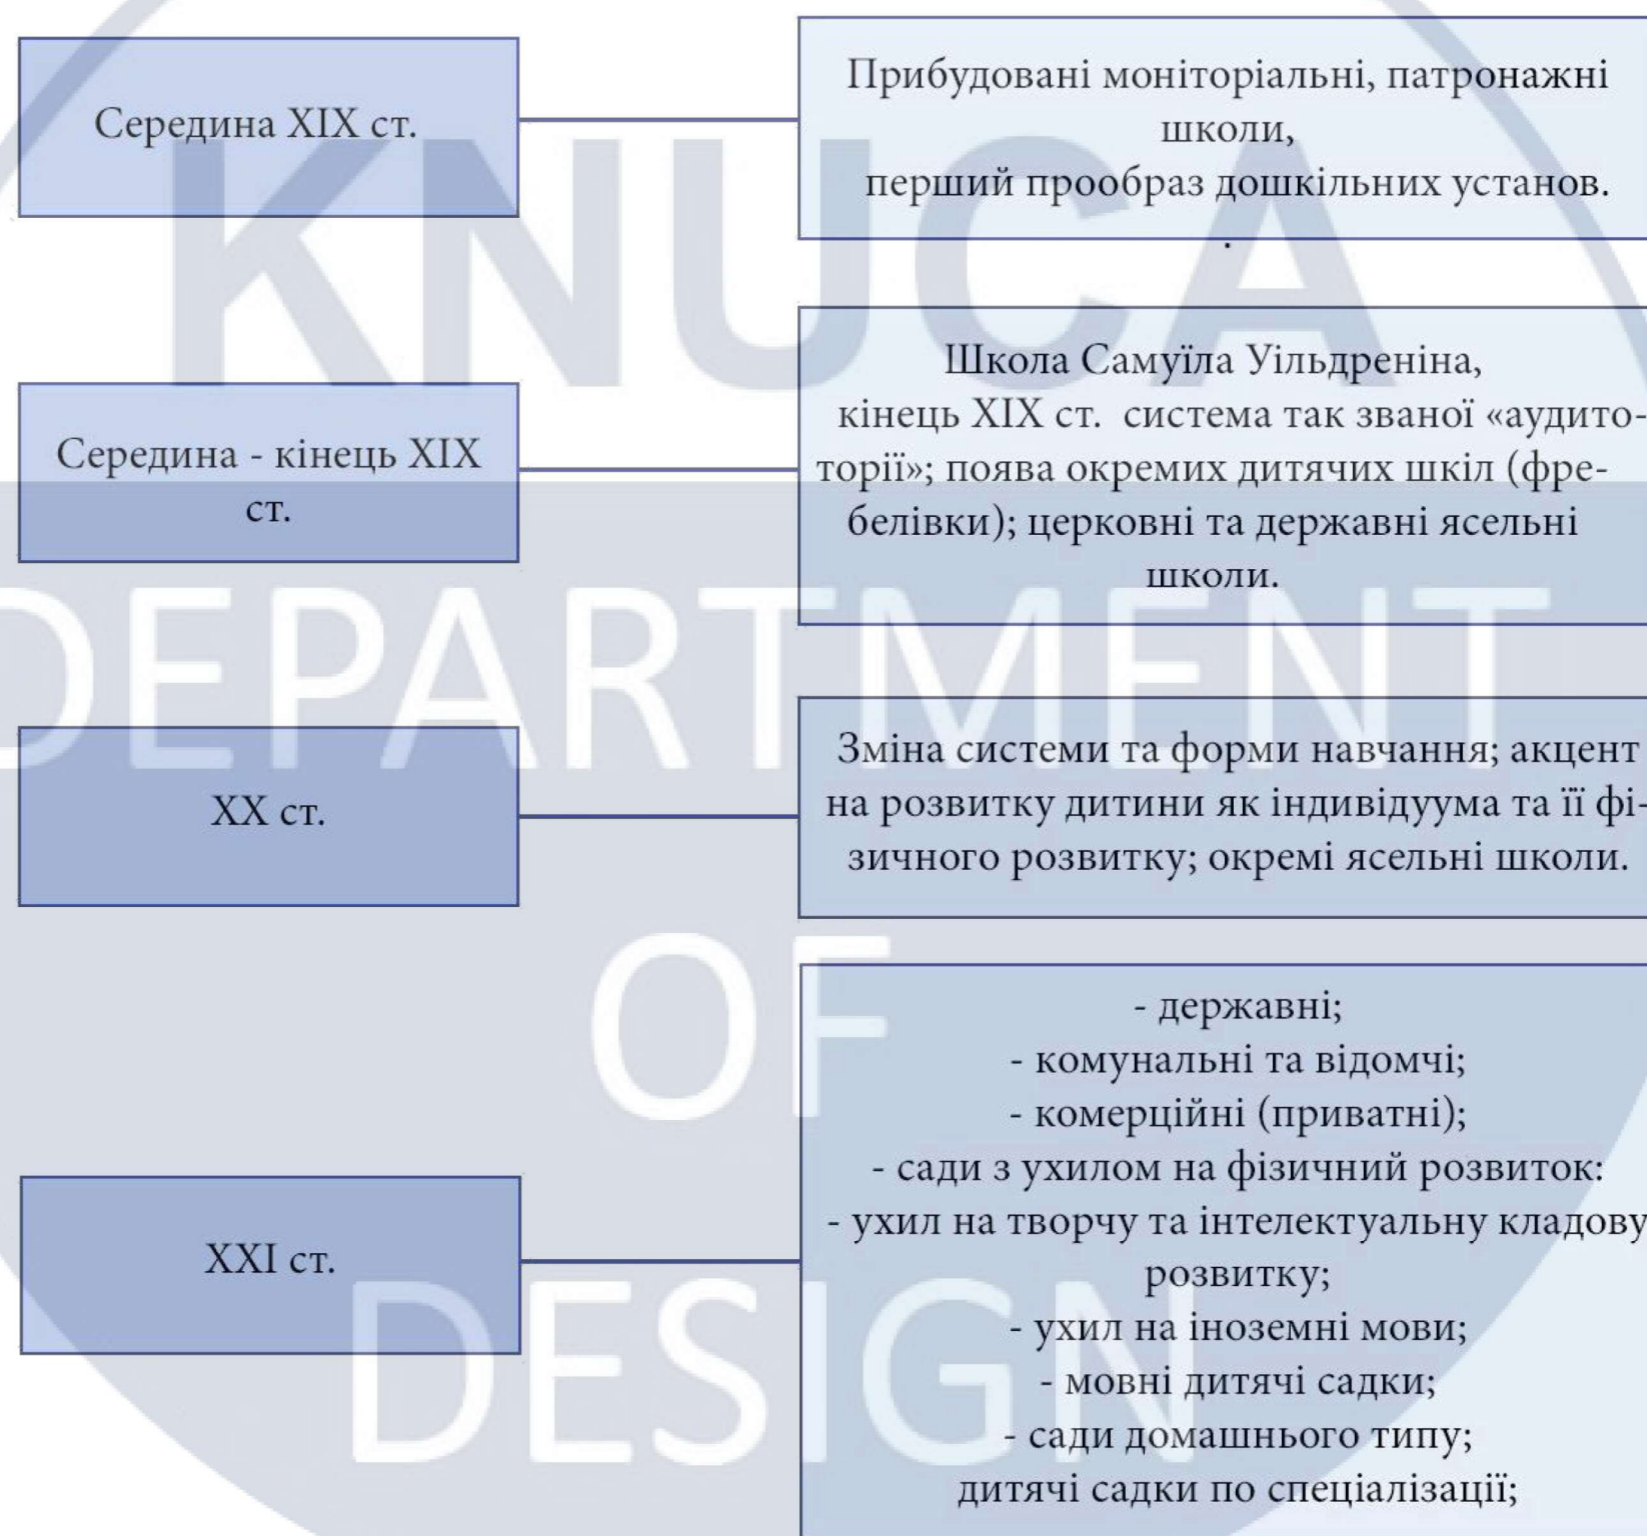 Середина XIX ст.
Прибудовані моніторіальні, патронажні
школи,
перший прообраз дошкільних установ.
.
Середина - кінець XIX
ст.
Школа Самуїла Уільдреніна,
кінець XIX ст. система так званої «аудито-
торії»; поява окремих дитячих шкіл (фре-
белівки); церковні та державні ясельні
школи.
XX ст.
Зміна системи та форми навчання; акцент
на розвитку дитини як індивідуума та її фі-
зичного розвитку; окремі ясельні школи.
XXI ст.
- державні;
- комунальні та відомчі;
- комерційні (приватні);
- сади з ухилом на фізичний розвиток:
- ухил на творчу та інтелектуальну кладову
розвитку;
- ухил на іноземні мови;
- мовні дитячі садки;
- сади домашнього типу;
дитячі садки по спеціалізації;
KNUCA
DEPARTMENT
OF
DESIGN